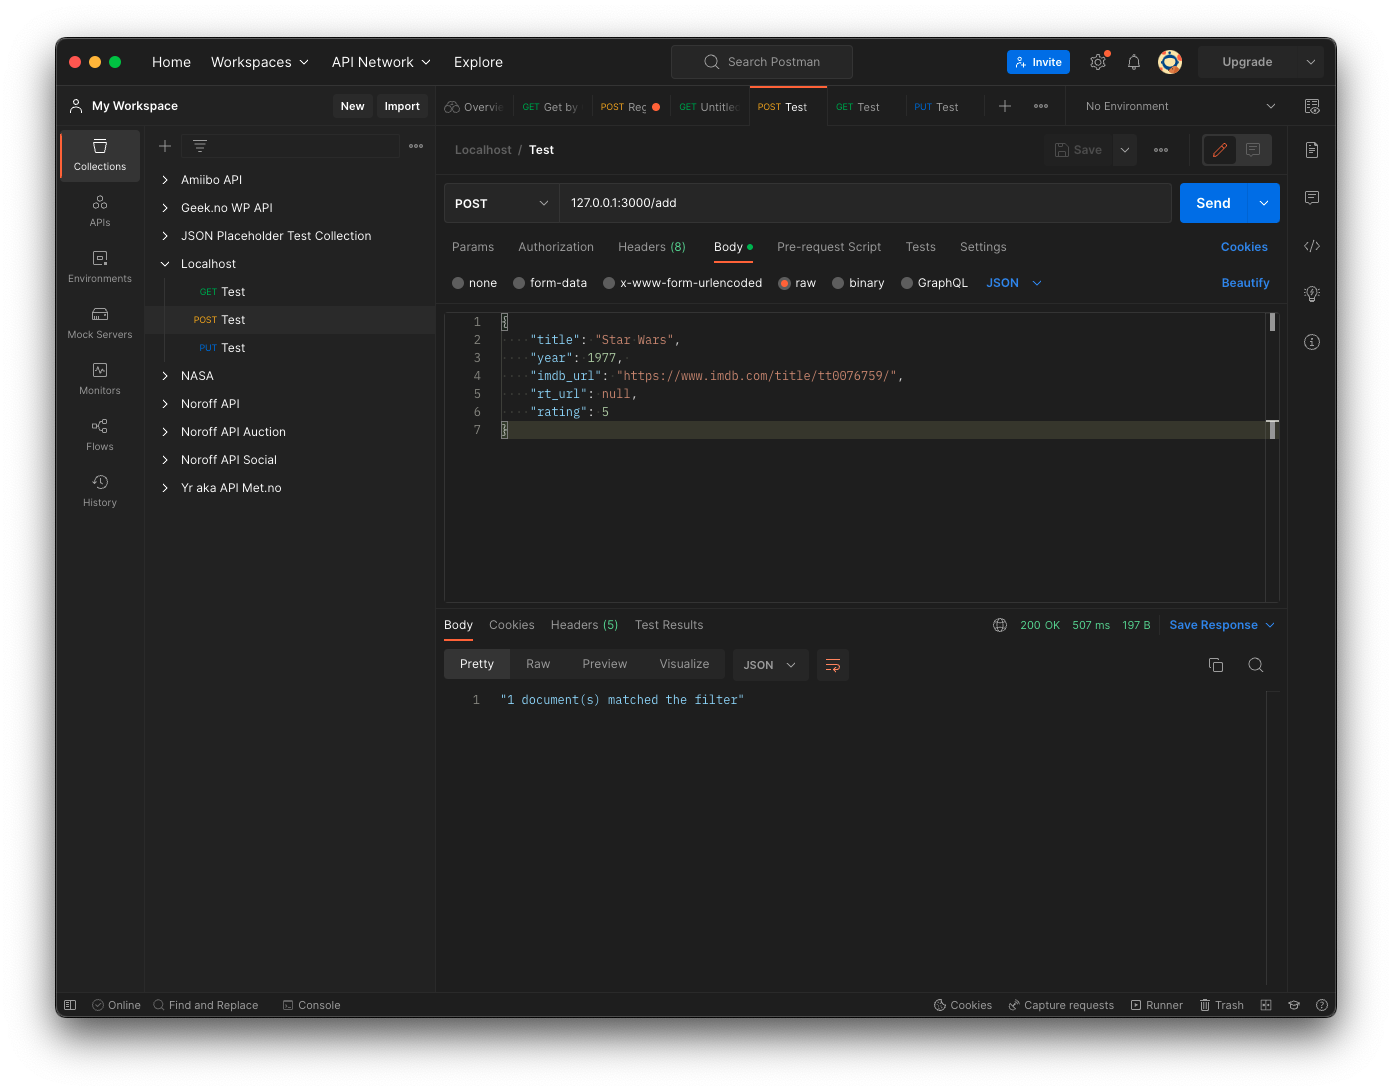 Home Workspaces API Network Explore Search Postman Invite Upgrade
My Workspace New Import Overvie GET Get by POST Reg GET Untitled POST Test GET Test PUT Test No Environment
Collections
APIs
Environments
Mock Servers
Monitors
Flows
History
Amiibo API
Geek.no WP API
JSON Placeholder Test Collection
Localhost
GET Test
POST Test
PUT Test
NASA
Noroff API
Noroff API Auction
Noroff API Social
Yr aka API Met.no
Localhost / Test Save
POST 127.0.0.1:3000/add Send
Params Authorization Headers (8) Body Pre-request Script Tests Settings Cookies
none form-data x-www-form-urlencoded raw binary GraphQL JSON Beautify
1 {
2 "title": "Star Wars",
3 "year": 1977,
4 "imdb_url": "https://www.imdb.com/title/tt0076759/",
5 "rt_url": null,
6 "rating": 5
7 }
Body Cookies Headers (5) Test Results 200 OK 507 ms 197 B Save Response
Pretty Raw Preview Visualize JSON
1 "1 document(s) matched the filter"
Online Find and Replace Console Cookies Capture requests Runner Trash